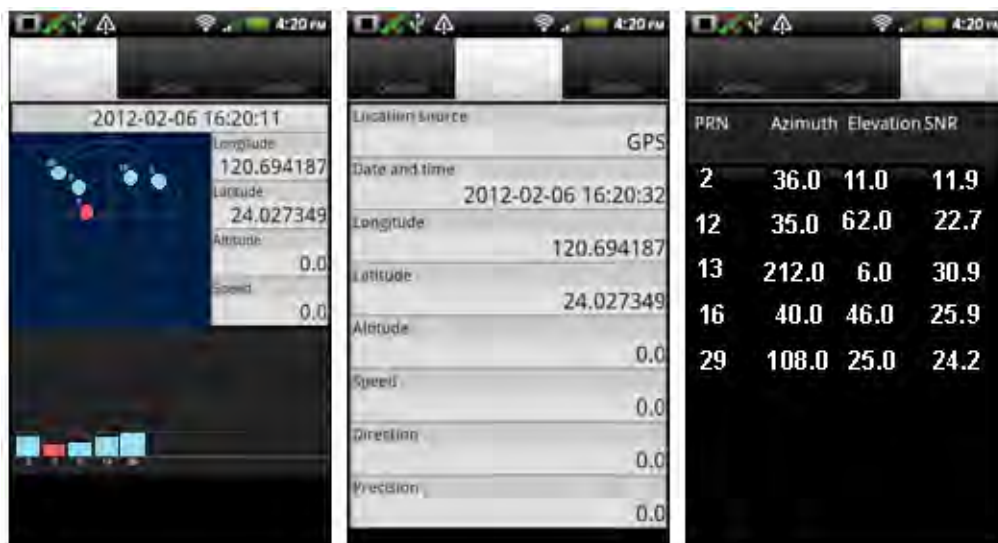 4:20 PM
2012-02-06 16:20:11
Longitude
120.694187
Latitude
24.027349
Altitude
0.0
Speed
0.0
4:20 PM
Location source
GPS
Date and time
2012-02-06 16:20:32
Longitude
120.694187
Latitude
24.027349
Altitude
0.0
Speed
0.0
Direction
0.0
Precision
0.0
4:20 PM
PRN Azimuth Elevation SNR
2 36.0 11.0 11.9
12 35.0 62.0 22.7
13 212.0 6.0 30.9
16 40.0 46.0 25.9
29 108.0 25.0 24.2